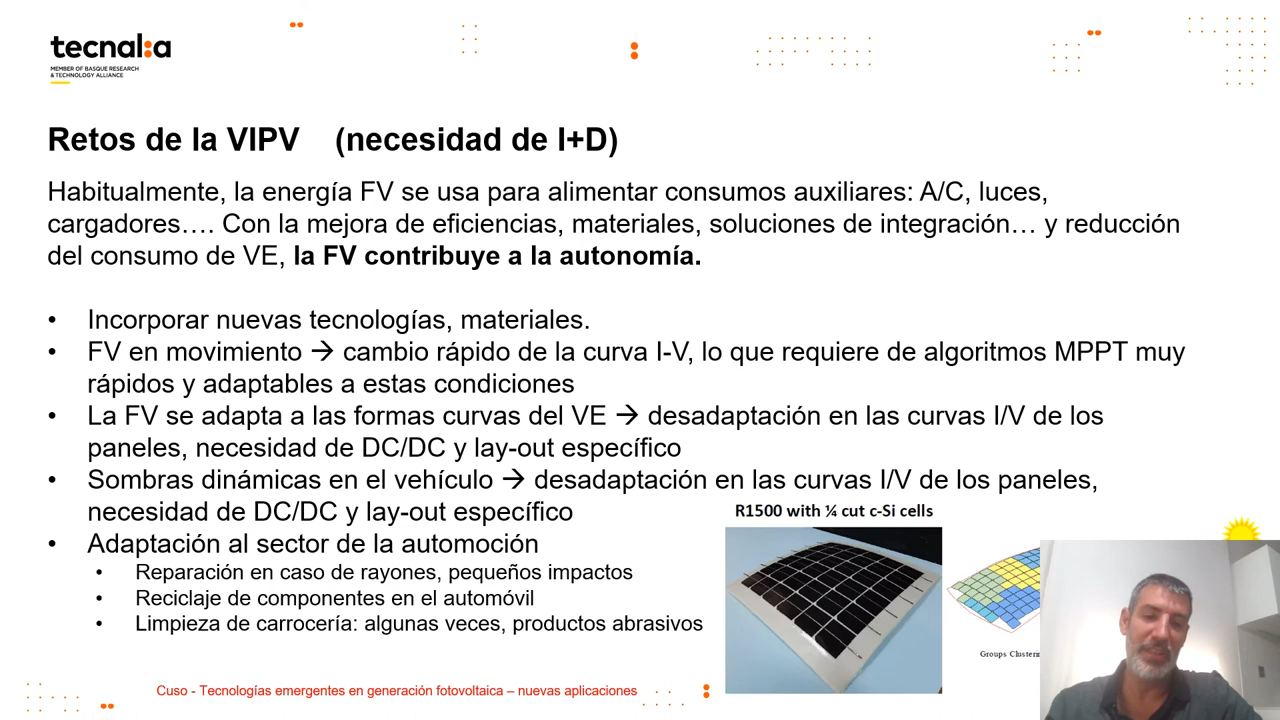 tecnal:a
MEMBER OF BASQUE RESEARCH
& TECHNOLOGY ALLIANCE
Retos de la VIPV (necesidad de I+D)
Habitualmente, la energía FV se usa para alimentar consumos auxiliares: A/C, luces,
cargadores…. Con la mejora de eficiencias, materiales, soluciones de integración… y reducción
del consumo de VE, la FV contribuye a la autonomía.
• Incorporar nuevas tecnologías, materiales.
• FV en movimiento → cambio rápido de la curva I-V, lo que requiere de algoritmos MPPT muy
rápidos y adaptables a estas condiciones
• La FV se adapta a las formas curvas del VE → desadaptación en las curvas I/V de los
paneles, necesidad de DC/DC y lay-out específico
• Sombras dinámicas en el vehículo → desadaptación en las curvas I/V de los paneles,
necesidad de DC/DC y lay-out específico
• Adaptación al sector de la automoción
• Reparación en caso de rayones, pequeños impactos
• Reciclaje de componentes en el automóvil
• Limpieza de carrocería: algunas veces, productos abrasivos
R1500 with ¼ cut c-Si cells
Groups
Cuso - Tecnologías emergentes en generación fotovoltaica – nuevas aplicaciones